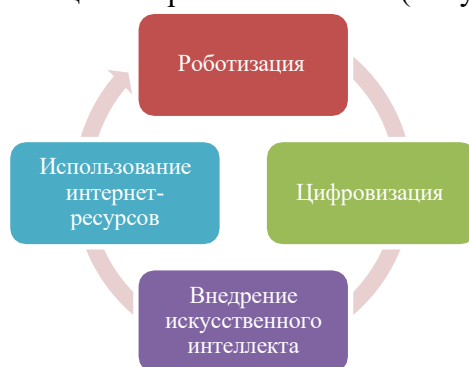 Роботизация
Использование
интернет-
ресурсов
Цифровизация
Внедрение
искусственного
интеллекта